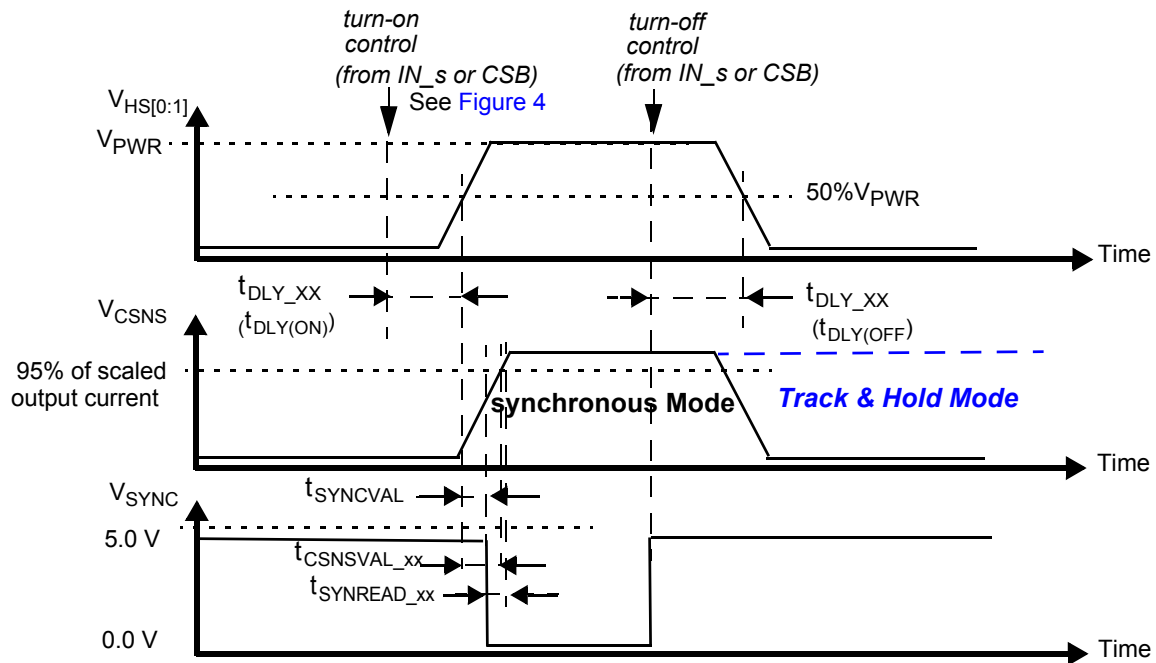 turn-on
control
(from IN_s or CSB)
See Figure 4
turn-off
control
(from IN_s or CSB)
VHS[0:1]
VPWR
50%VPWR
Time
tDLY_XX
(tDLY(ON))
tDLY_XX
(tDLY(OFF)
VCSNS
95% of scaled
output current
synchronous Mode
Track & Hold Mode
Time
tSYNCVAL
VSYNC
5.0 V
tCSNSVAL_xx
tSYNREAD_xx
0.0 V
Time